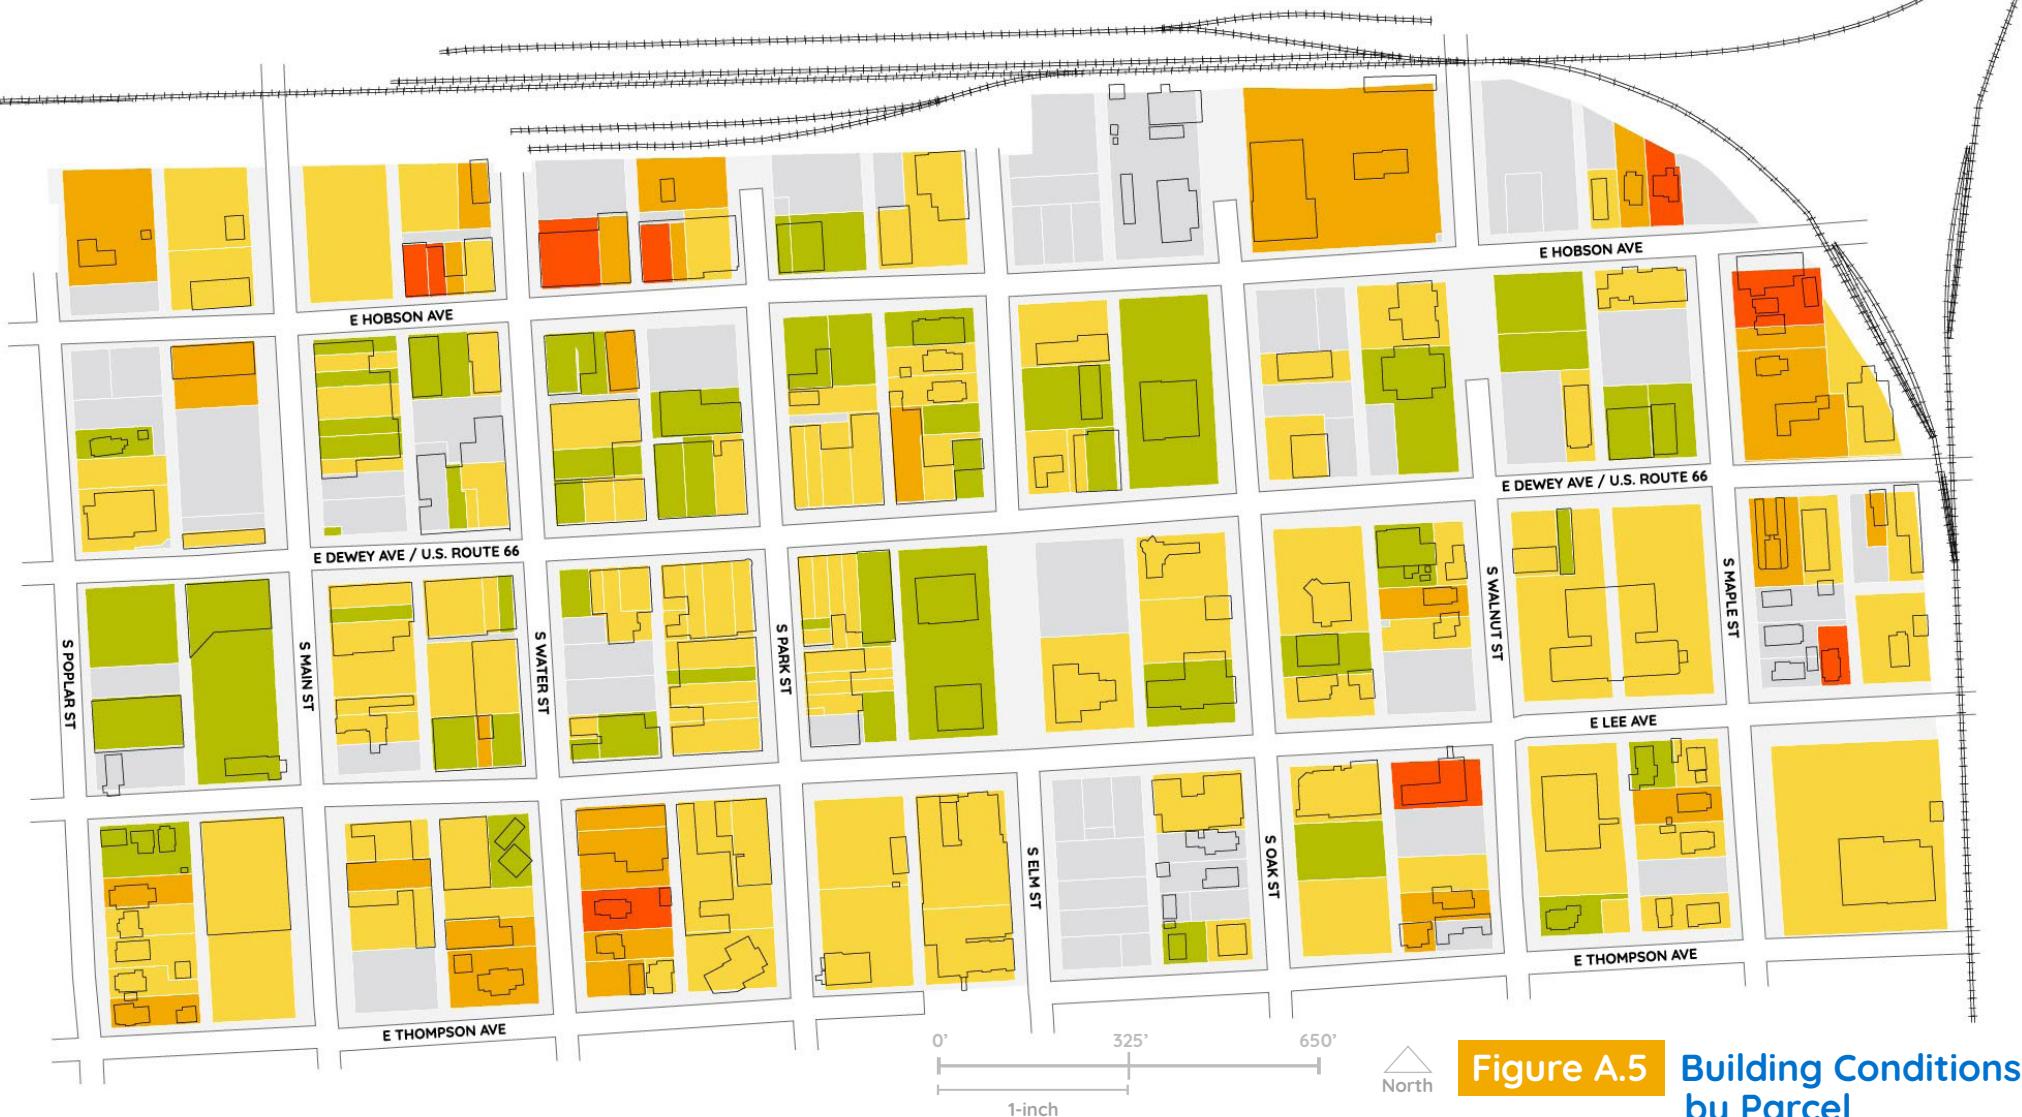 E HOBSON AVE
E HOBSON AVE
E DEWEY AVE / U.S. ROUTE 66
E DEWEY AVE / U.S. ROUTE 66
S POPLAR ST
S MAIN ST
S WATER ST
S PARK ST
S WALNUT ST
S MAPLE ST
E LEE AVE
S ELM ST
S OAK ST
E THOMPSON AVE
E THOMPSON AVE
0' 325' 650'
1-inch
North
Figure A.5
Building Conditions
by Parcel